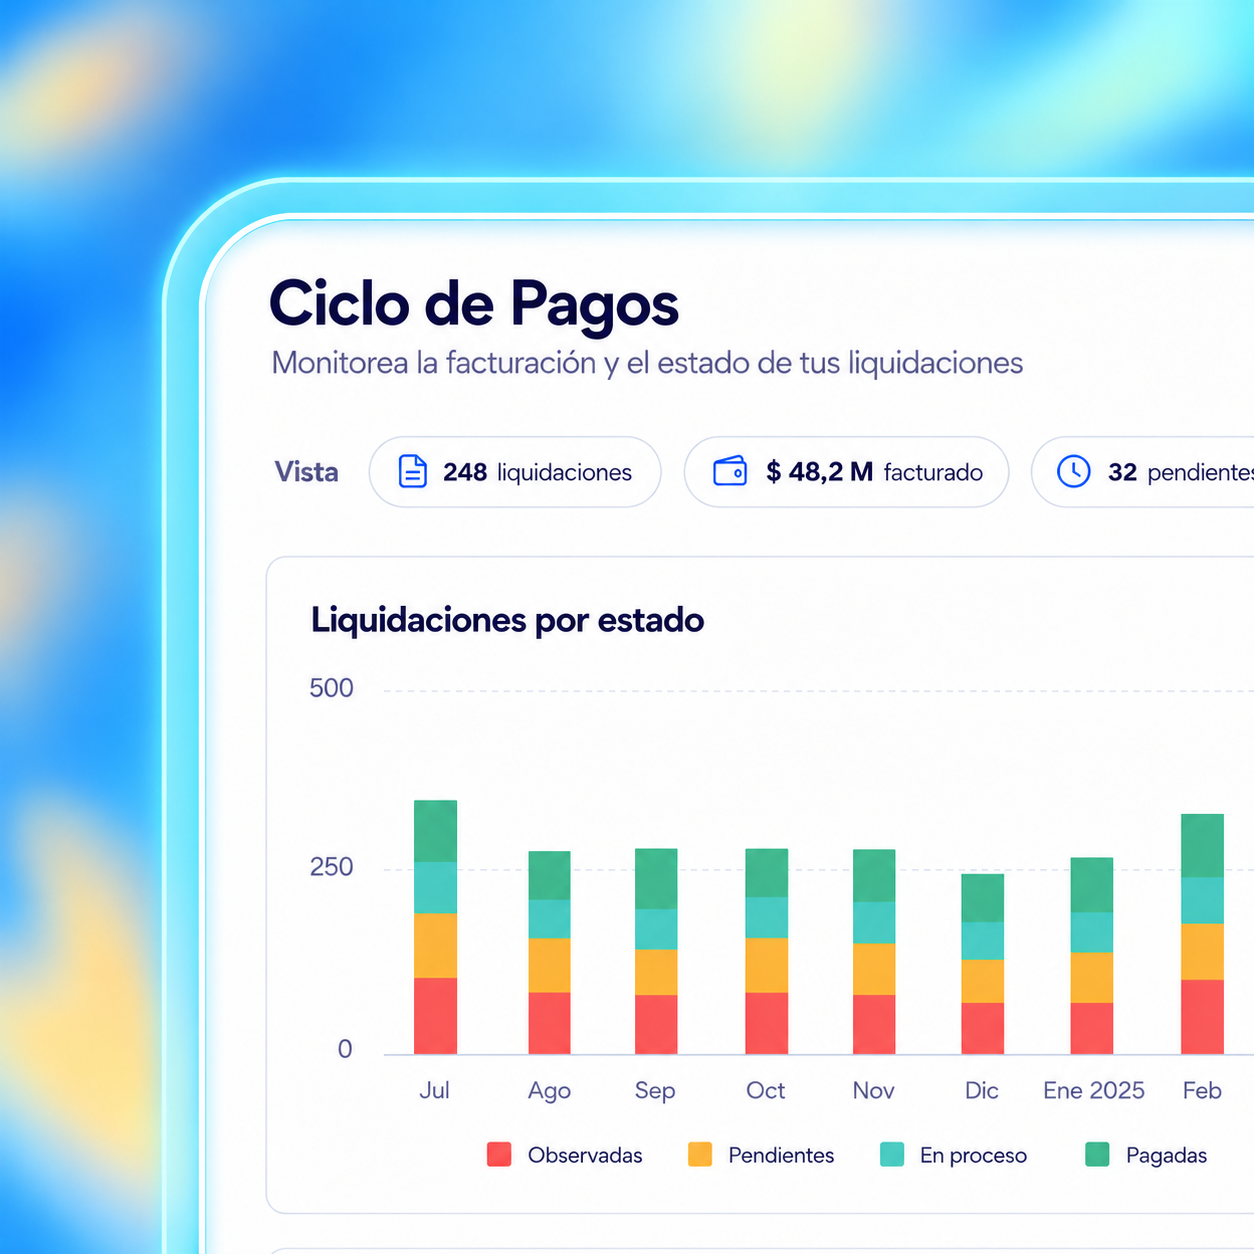 Ciclo de Pagos
Monitorea la facturación y el estado de tus liquidaciones
Vista 248 liquidaciones $ 48,2 M facturado 32 pendientes
Liquidaciones por estado
500
250
0
Jul Ago Sep Oct Nov Dic Ene 2025 Feb
Observadas Pendientes En proceso Pagadas